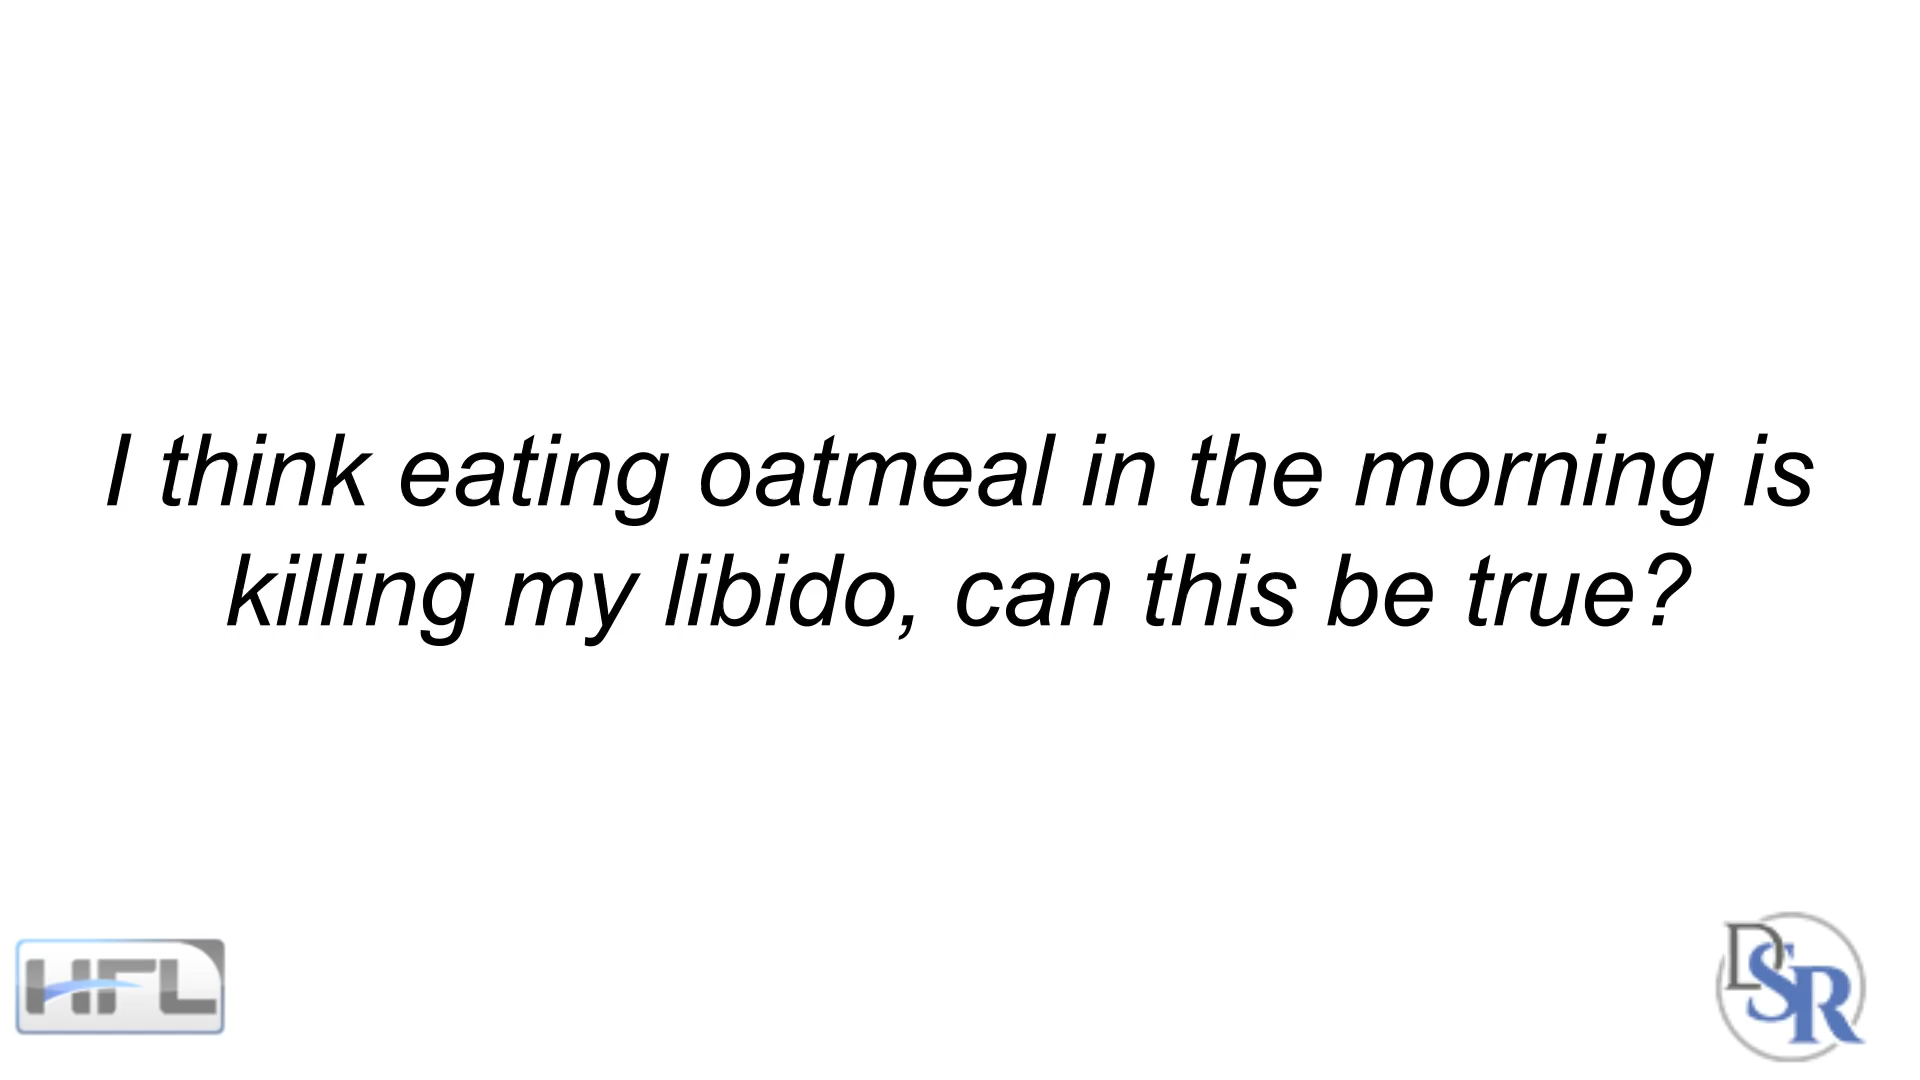 I think eating oatmeal in the morning is
killing my libido, can this be true?
HFL
DSR